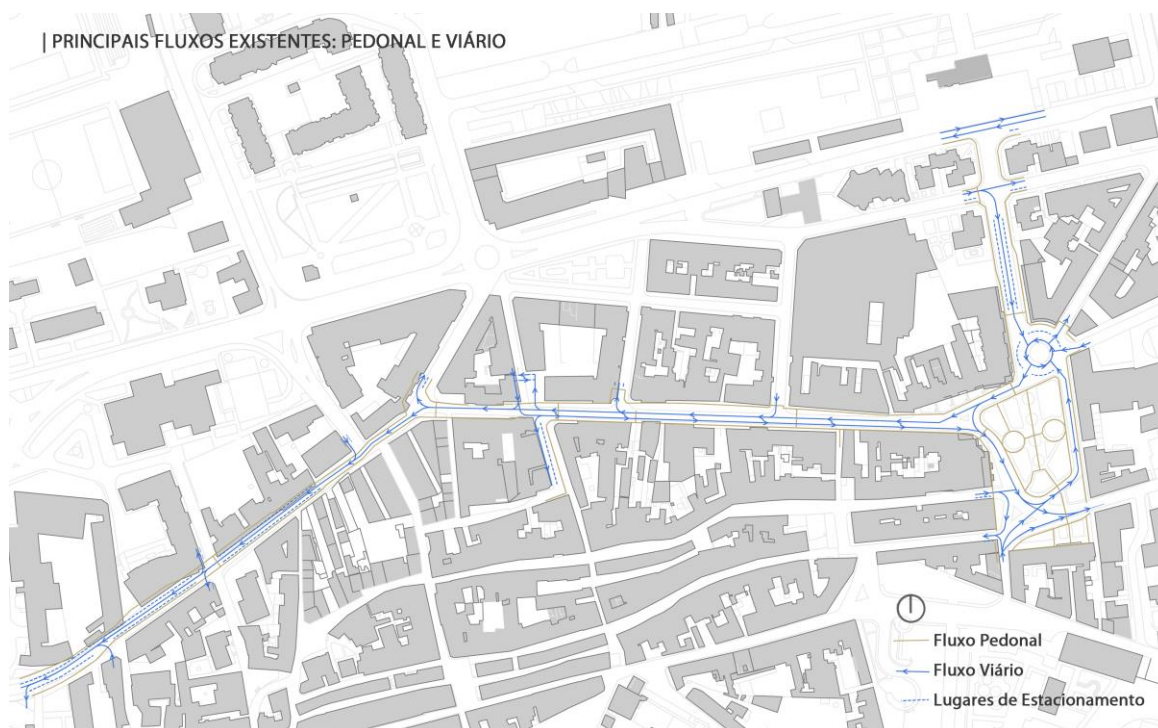 | PRINCIPAIS FLUXOS EXISTENTES: PEDONAL E VIÁRIO
Fluxo Pedonal
Fluxo Viário
Lugares de Estacionamento